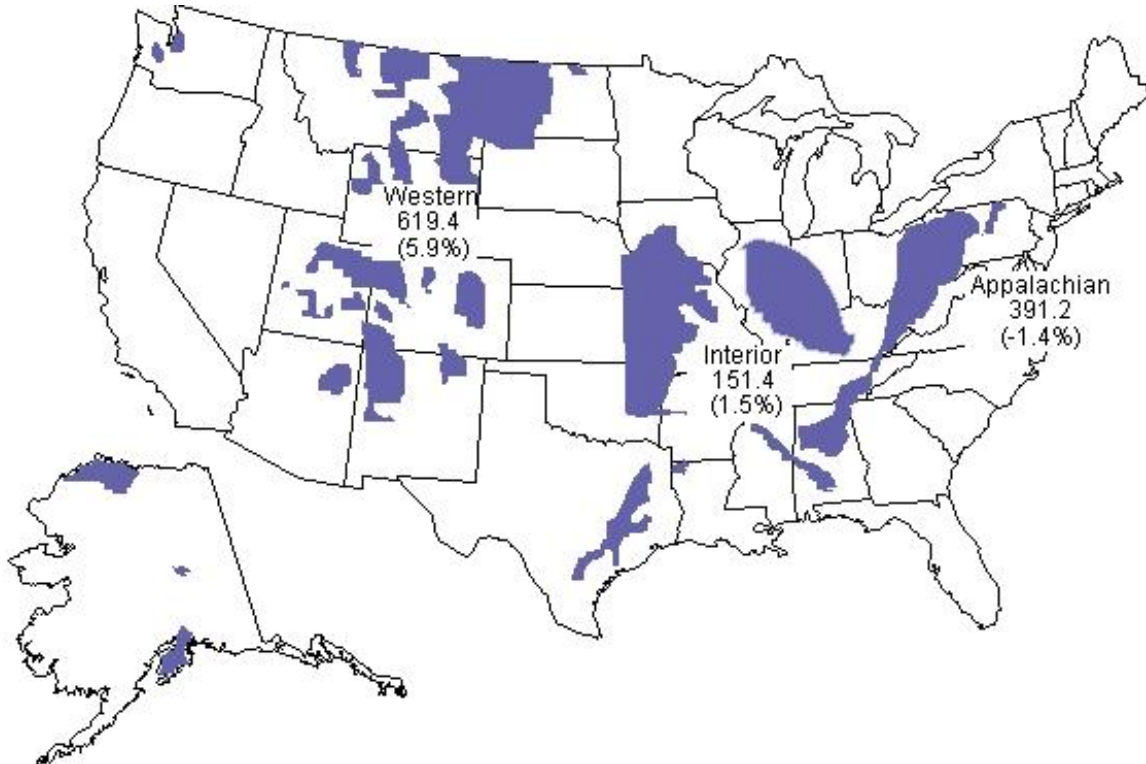 Western
619.4
(5.9%)
Appalachian
391.2
(-1.4%)
Interior
151.4
(1.5%)